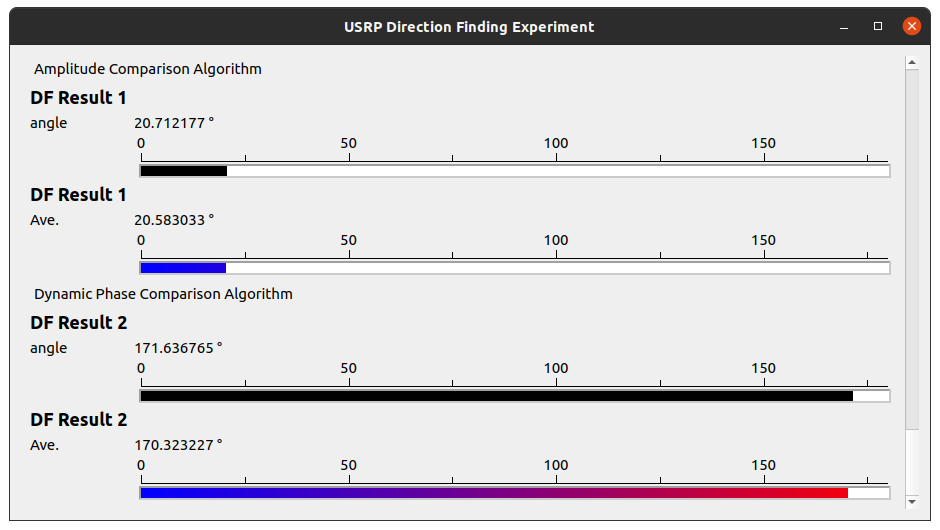 USRP Direction Finding Experiment
Amplitude Comparison Algorithm
DF Result 1
angle 20.712177 °
0 50 100 150
DF Result 1
Ave. 20.583033 °
0 50 100 150
Dynamic Phase Comparison Algorithm
DF Result 2
angle 171.636765 °
0 50 100 150
DF Result 2
Ave. 170.323227 °
0 50 100 150